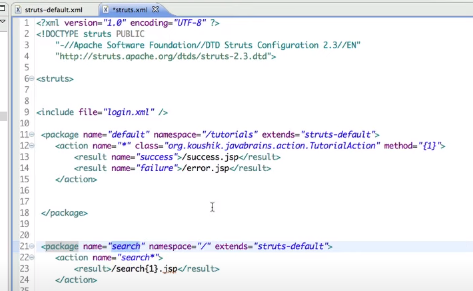 struts-default.xml *struts.xml
1 <?xml version="1.0" encoding="UTF-8" ?>
2 <!DOCTYPE struts PUBLIC
3 "-//Apache Software Foundation//DTD Struts Configuration 2.3//EN"
4 "http://struts.apache.org/dtds/struts-2.3.dtd">
5
6 <struts>
7
8
9 <include file="login.xml" />
10
11 <package name="default" namespace="/tutorials" extends="struts-default">
12 <action name="*" class="org.koushik.javabrains.action.TutorialAction" method="{1}">
13 <result name="success">/success.jsp</result>
14 <result name="failure">/error.jsp</result>
15 </action>
16
17
18 </package>
19
20
21 <package name="search" namespace="/" extends="struts-default">
22 <action name="search*">
23 <result>/search{1}.jsp</result>
24 </action>